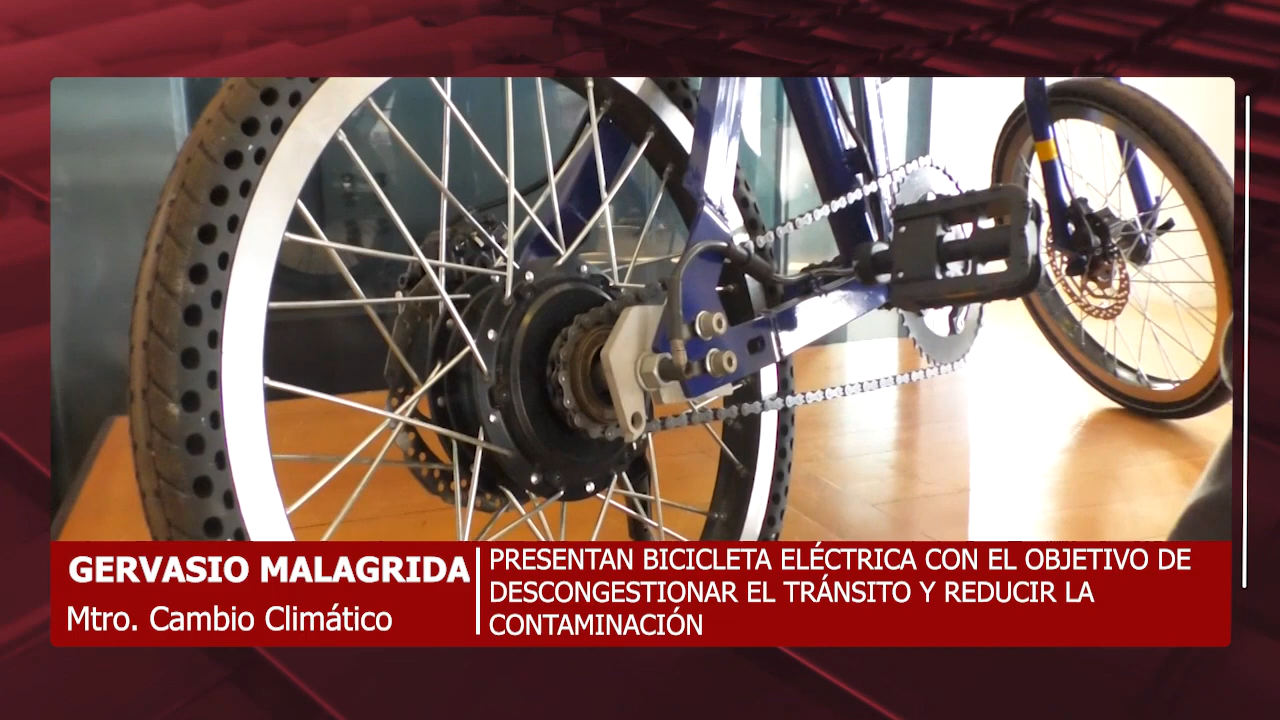 GERVASIO MALAGRIDA
Mtro. Cambio Climático
PRESENTAN BICICLETA ELÉCTRICA CON EL OBJETIVO DE
DESCONGESTIONAR EL TRÁNSITO Y REDUCIR LA
CONTAMINACIÓN